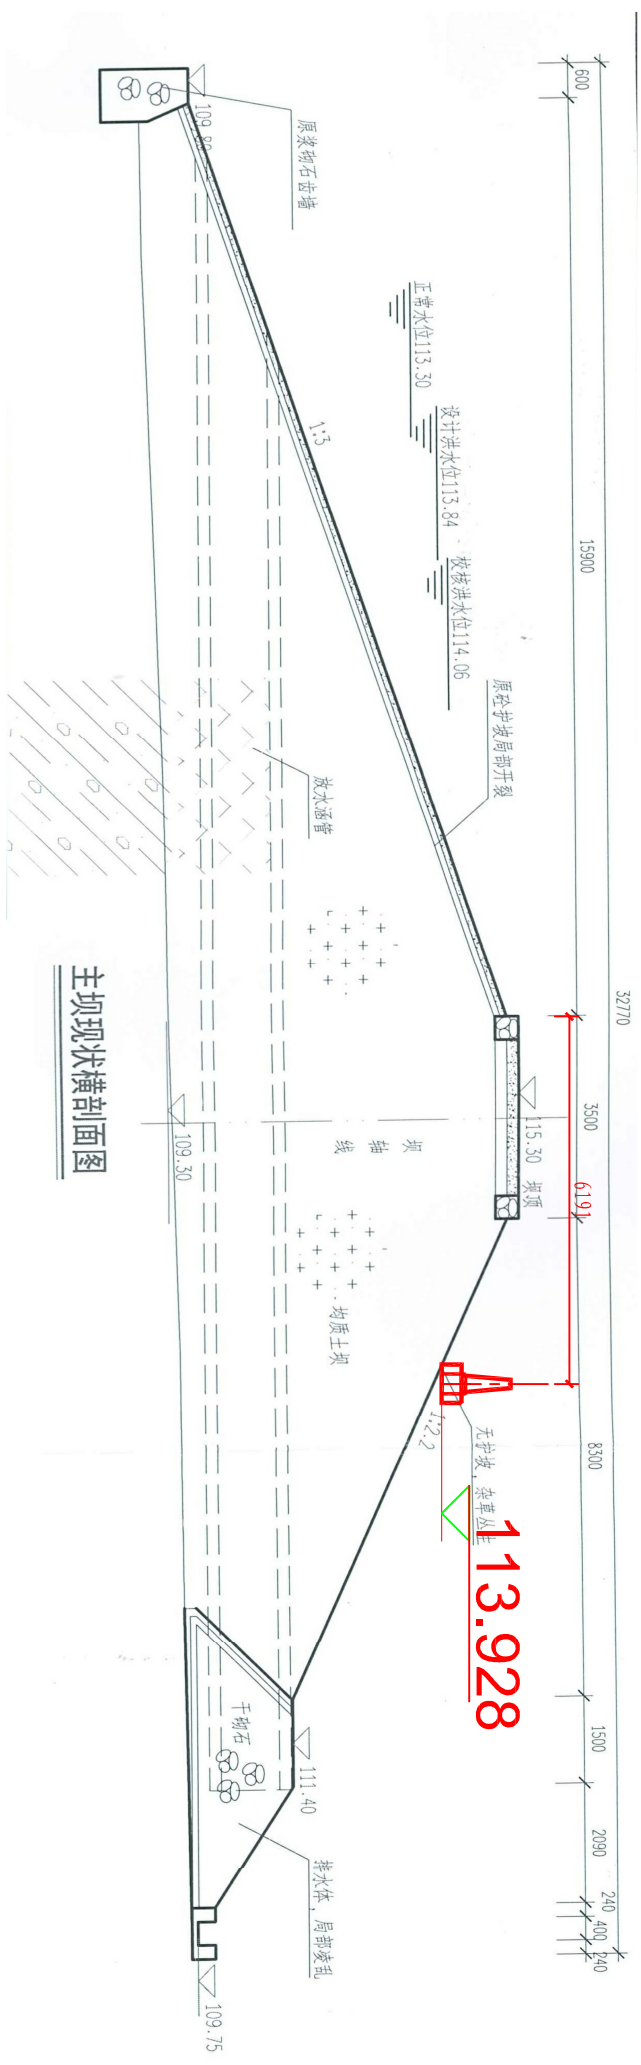 600
15900
32770
3500
6191
8300
1500
2090
240
400
240
109.80
原浆砌石齿墙
正常水位113.30
设计洪水位113.84
校核洪水位114.06
1:3
原砼护坡局部开裂
放水涵管
115.30 坝顶
坝轴线
109.30
均质土坝
1:2.2
无护坡，杂草丛生
113.928
干砌石
111.40
排水体，局部凌乱
109.75
主坝现状横剖面图